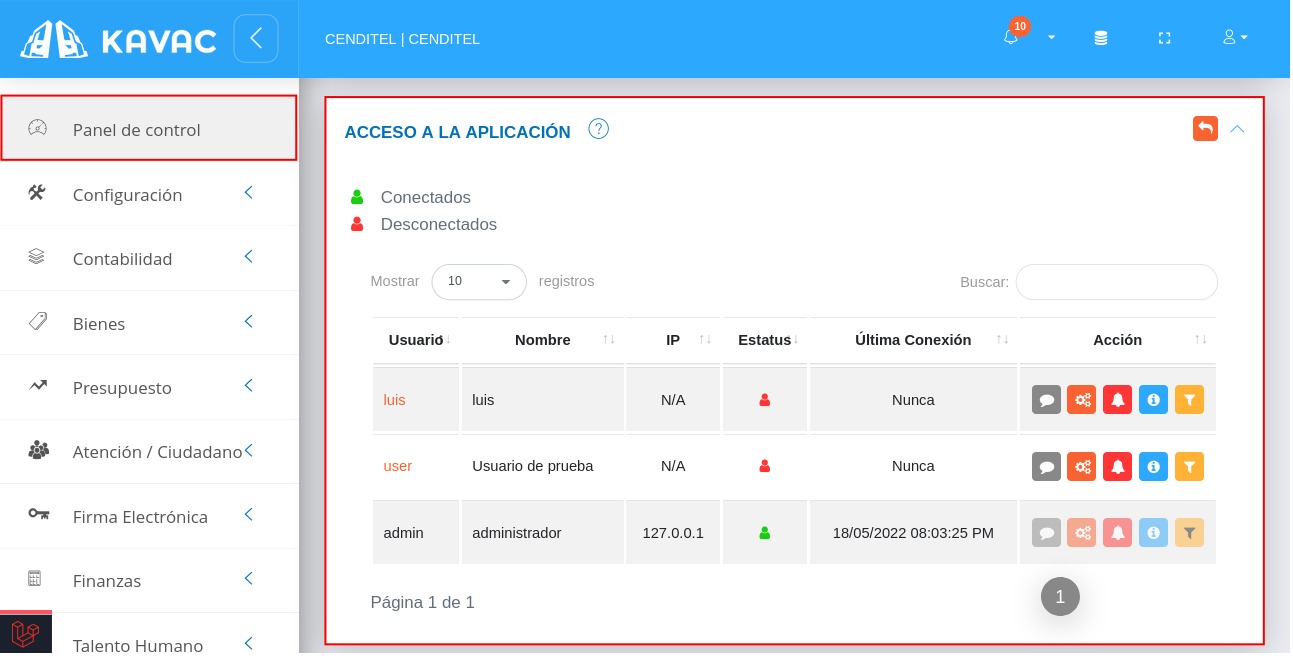 KAVAC
CENDITEL | CENDITEL
10
Panel de control
Configuración
Contabilidad
Bienes
Presupuesto
Atención / Ciudadano
Firma Electrónica
Finanzas
Talento Humano
ACCESO A LA APLICACIÓN ?
Conectados
Desconectados
Mostrar 10 registros Buscar:
Usuario Nombre IP Estatus Última Conexión Acción
luis luis N/A Nunca
user Usuario de prueba N/A Nunca
admin administrador 127.0.0.1 18/05/2022 08:03:25 PM
Página 1 de 1 1